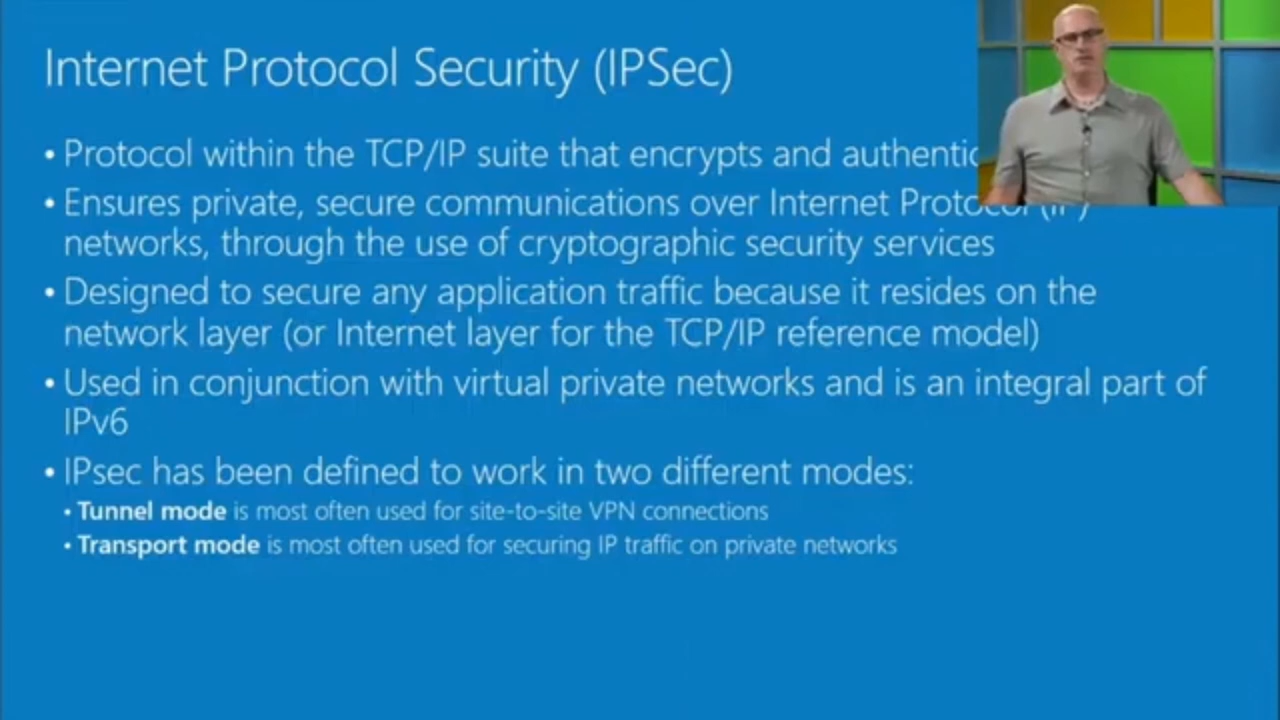 Internet Protocol Security (IPSec)
• Protocol within the TCP/IP suite that encrypts and
• Ensures private, secure communications over Internet Protocol (IP)
networks, through the use of cryptographic security services
• Designed to secure any application traffic because it resides on the
network layer (or Internet layer for the TCP/IP reference model)
• Used in conjunction with virtual private networks and is an integral part of
IPv6
• IPsec has been defined to work in two different modes:
• Tunnel mode is most often used for site-to-site VPN connections
• Transport mode is most often used for securing IP traffic on private networks